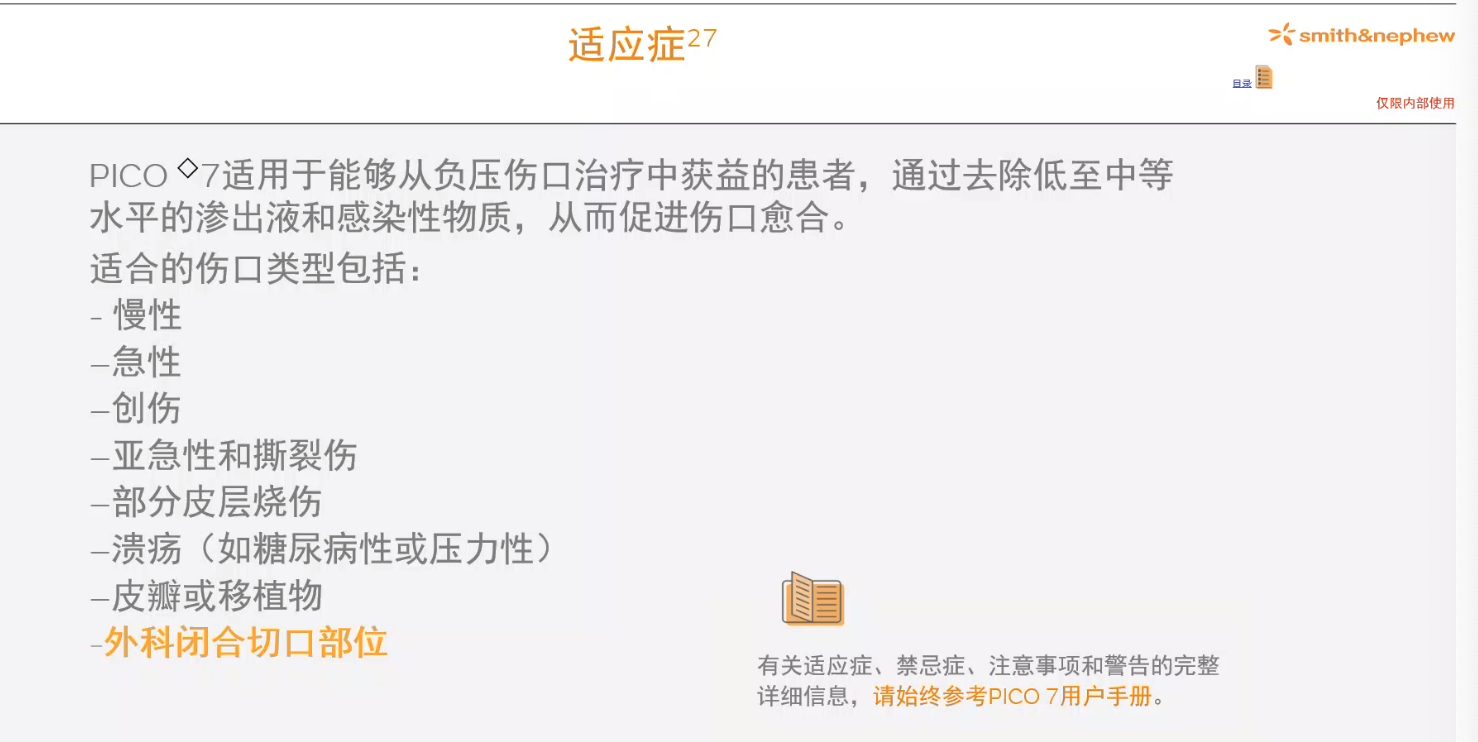 适应症27
smith&nephew
目录
仅限内部使用
PICO ◇7适用于能够从负压伤口治疗中获益的患者，通过去除低至中等
水平的渗出液和感染性物质，从而促进伤口愈合。
适合的伤口类型包括：
- 慢性
–急性
–创伤
–亚急性和撕裂伤
–部分皮层烧伤
–溃疡（如糖尿病性或压力性）
–皮瓣或移植物
-外科闭合切口部位
有关适应症、禁忌症、注意事项和警告的完整
详细信息，请始终参考PICO 7用户手册。